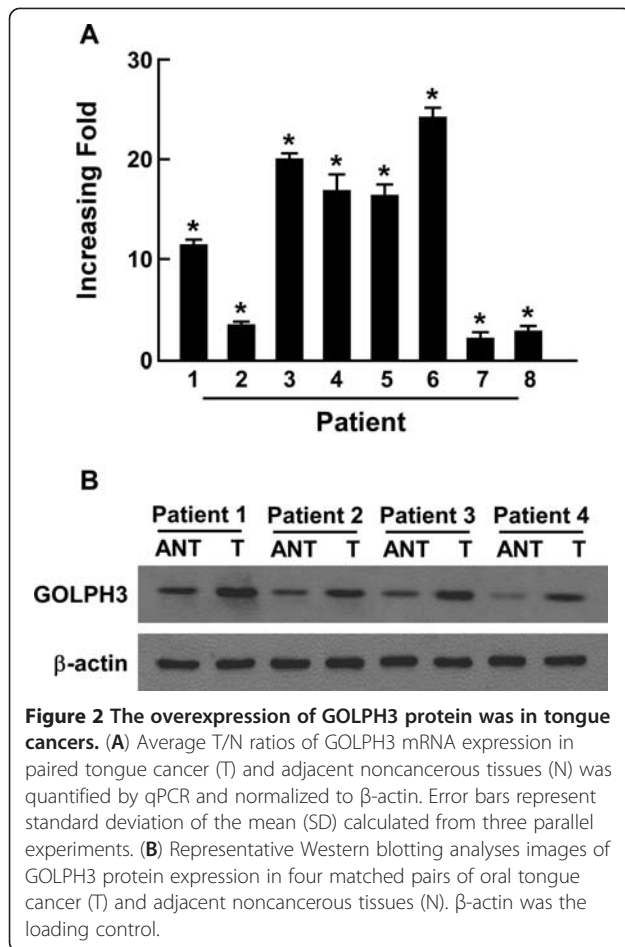 A
Increasing Fold
30
20
10
0
* * * * * * * *
1 2 3 4 5 6 7 8
Patient
B
Patient 1 Patient 2 Patient 3 Patient 4
ANT T ANT T ANT T ANT T
GOLPH3
β-actin
Figure 2 The overexpression of GOLPH3 protein was in tongue
cancers. (A) Average T/N ratios of GOLPH3 mRNA expression in
paired tongue cancer (T) and adjacent noncancerous tissues (N) was
quantified by qPCR and normalized to β-actin. Error bars represent
standard deviation of the mean (SD) calculated from three parallel
experiments. (B) Representative Western blotting analyses images of
GOLPH3 protein expression in four matched pairs of oral tongue
cancer (T) and adjacent noncancerous tissues (N). β-actin was the
loading control.